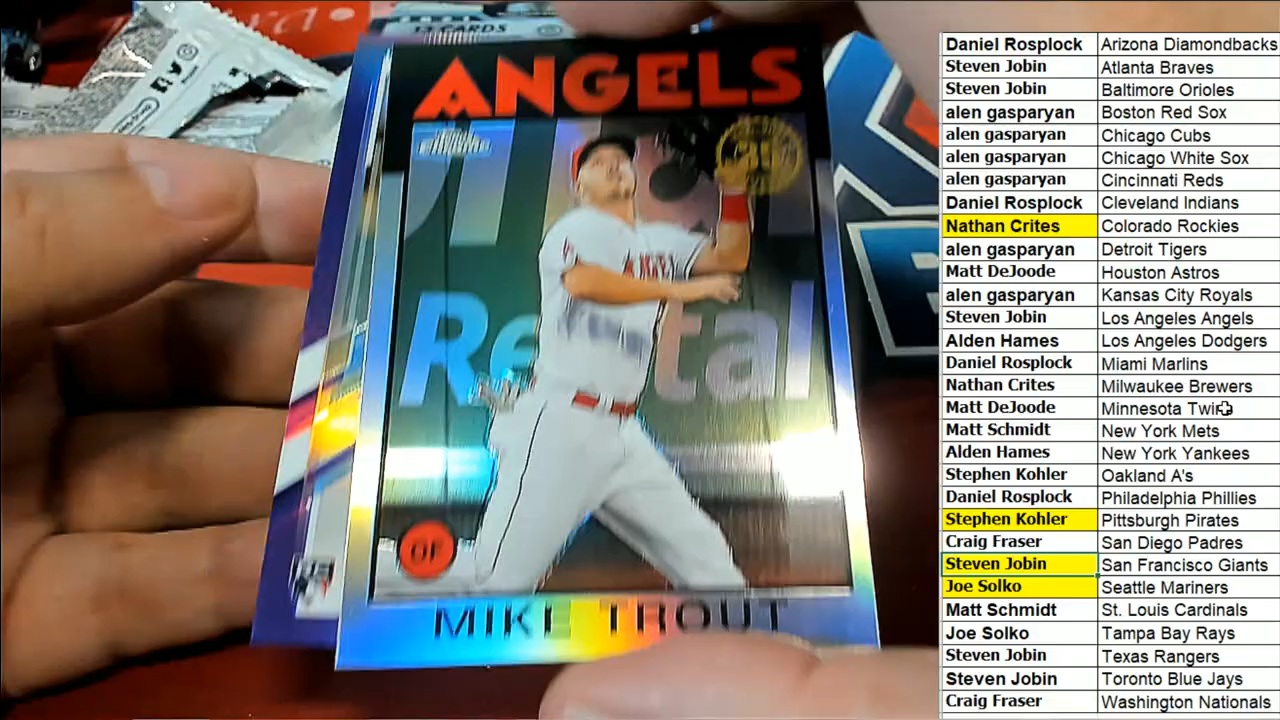 CARDS
ANGELS
TOPPS
CHROME
35
Rental
OF
MIKE TROUT
Daniel Rosplock Arizona Diamondbacks
Steven Jobin Atlanta Braves
Steven Jobin Baltimore Orioles
alen gasparyan Boston Red Sox
alen gasparyan Chicago Cubs
alen gasparyan Chicago White Sox
alen gasparyan Cincinnati Reds
Daniel Rosplock Cleveland Indians
Nathan Crites Colorado Rockies
alen gasparyan Detroit Tigers
Matt DeJoode Houston Astros
alen gasparyan Kansas City Royals
Steven Jobin Los Angeles Angels
Alden Hames Los Angeles Dodgers
Daniel Rosplock Miami Marlins
Nathan Crites Milwaukee Brewers
Matt DeJoode Minnesota Twins
Matt Schmidt New York Mets
Alden Hames New York Yankees
Stephen Kohler Oakland A's
Daniel Rosplock Philadelphia Phillies
Stephen Kohler Pittsburgh Pirates
Craig Fraser San Diego Padres
Steven Jobin San Francisco Giants
Joe Solko Seattle Mariners
Matt Schmidt St. Louis Cardinals
Joe Solko Tampa Bay Rays
Steven Jobin Texas Rangers
Steven Jobin Toronto Blue Jays
Craig Fraser Washington Nationals